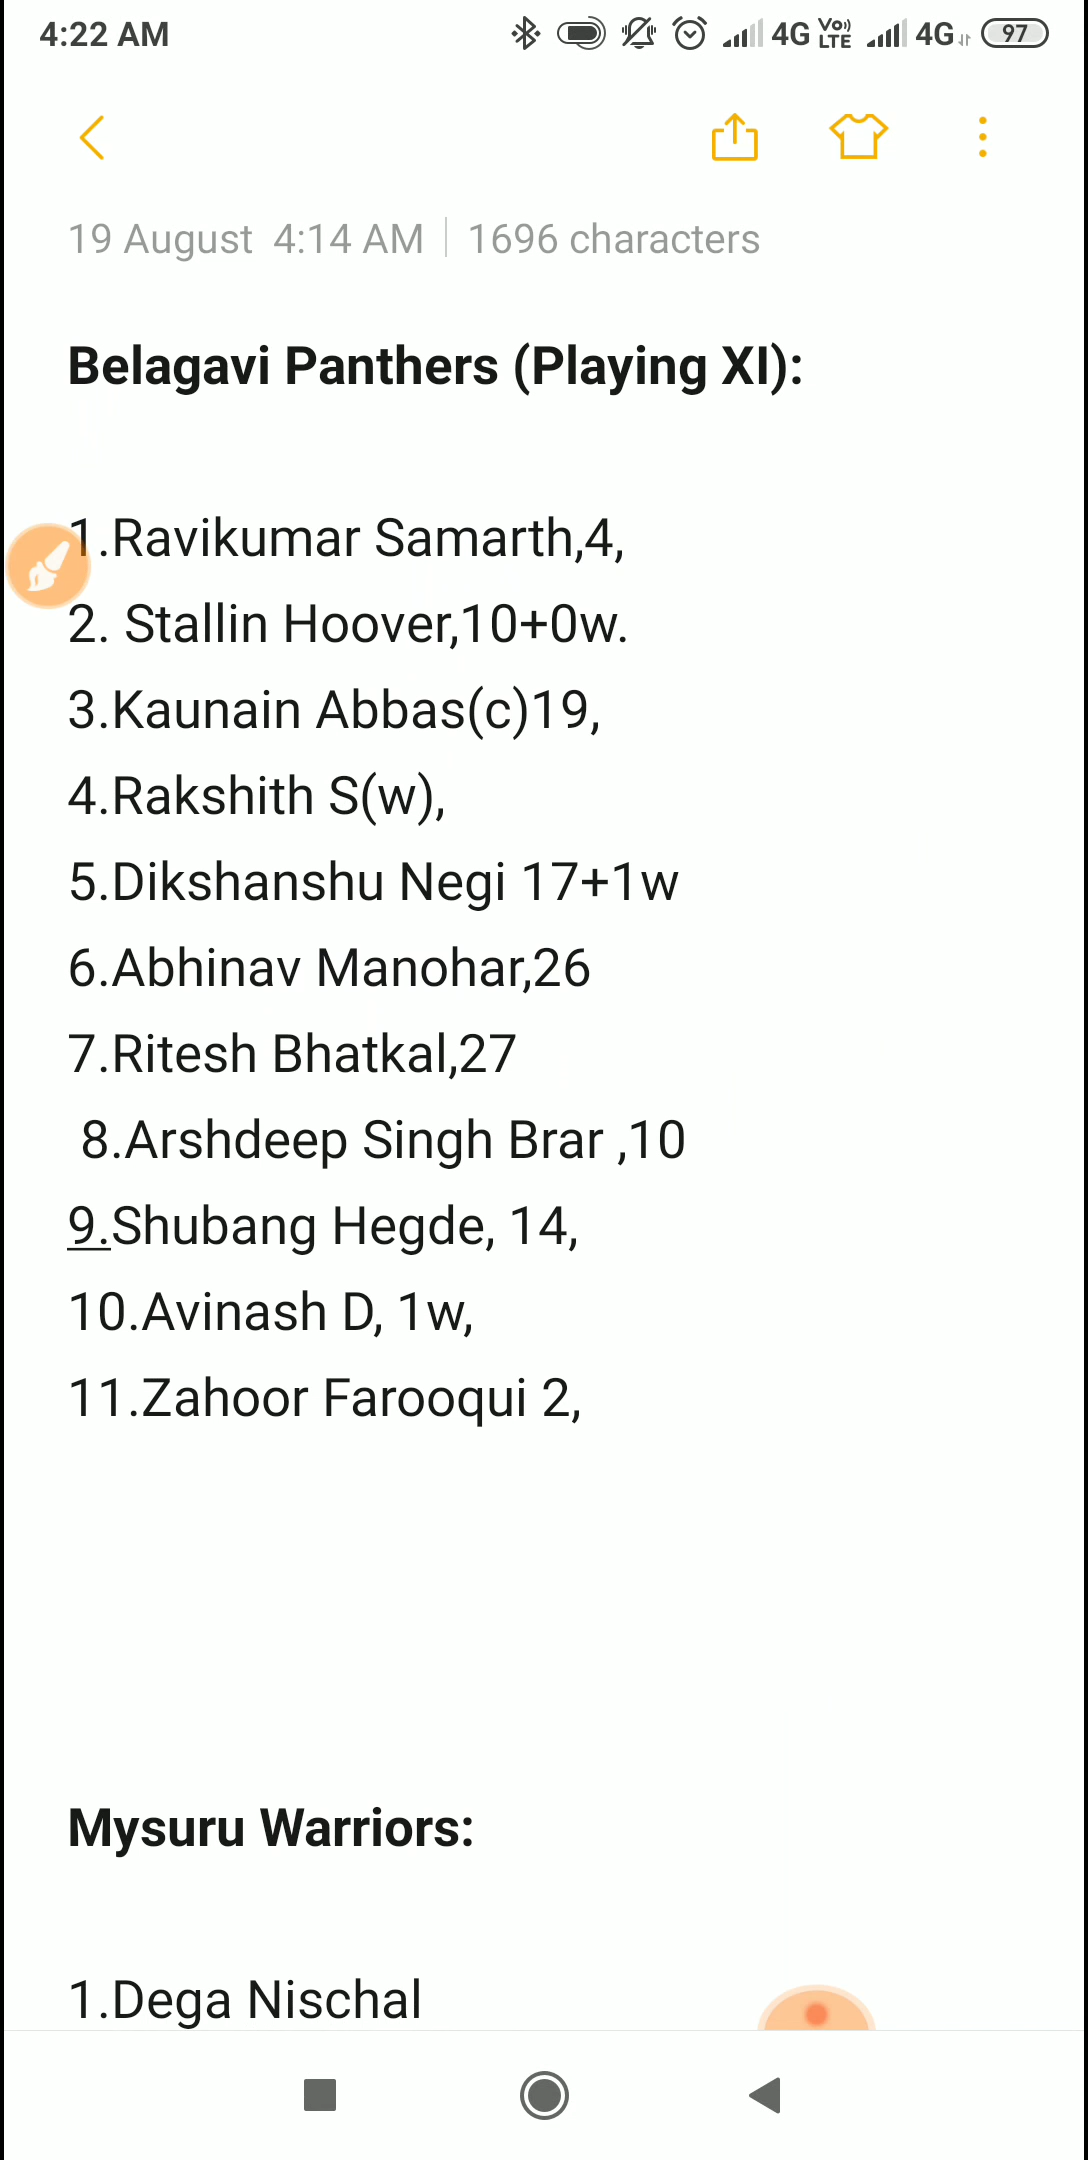 4:22 AM 4G VoLTE 4G 97
19 August 4:14 AM | 1696 characters
Belagavi Panthers (Playing XI):
1.Ravikumar Samarth,4,
2. Stallin Hoover,10+0w.
3.Kaunain Abbas(c)19,
4.Rakshith S(w),
5.Dikshanshu Negi 17+1w
6.Abhinav Manohar,26
7.Ritesh Bhatkal,27
8.Arshdeep Singh Brar ,10
9.Shubang Hegde, 14,
10.Avinash D, 1w,
11.Zahoor Farooqui 2,
Mysuru Warriors:
1.Dega Nischal